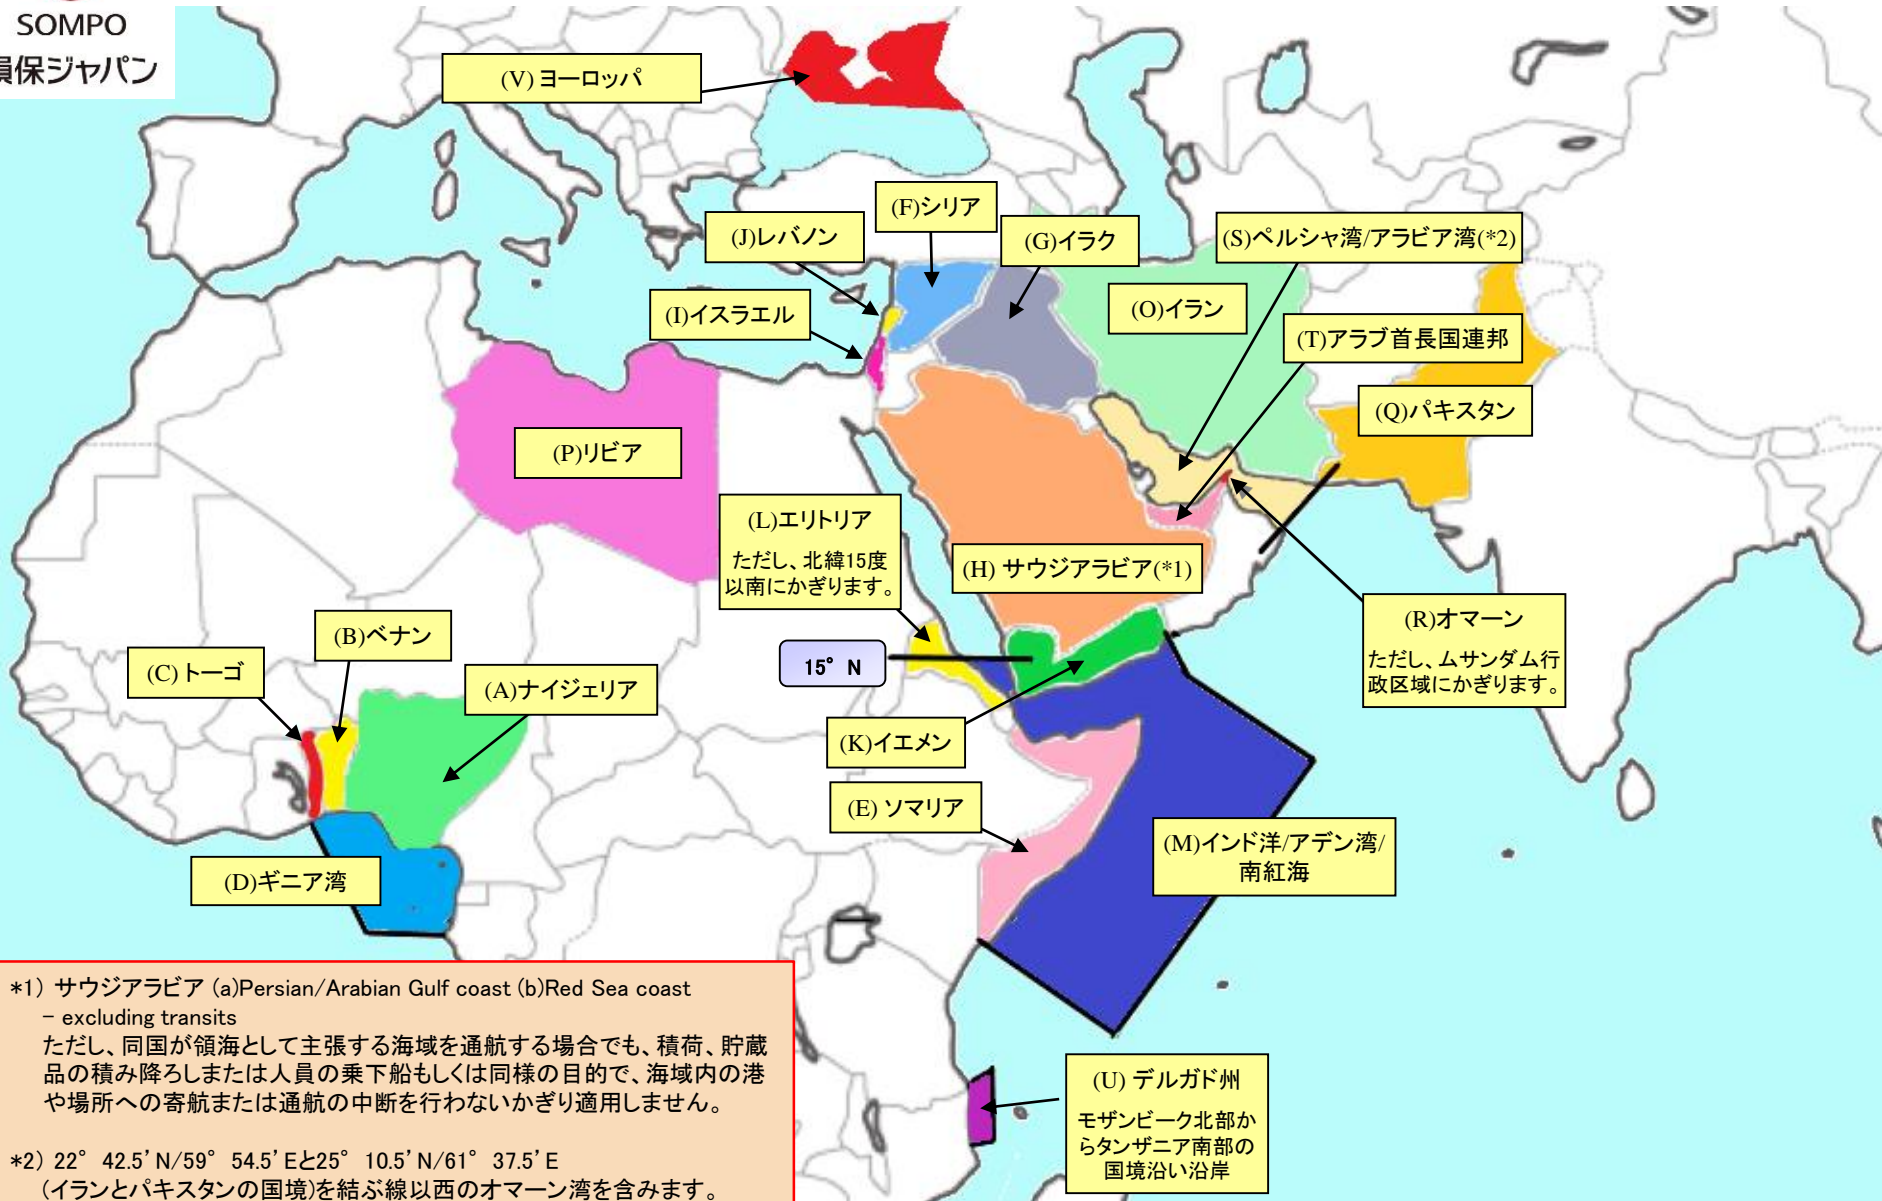 SOMPO
損保ジャパン
(V) ヨーロッパ
(F)シリア
(J)レバノン
(G)イラク
(S)ペルシャ湾/アラビア湾(*2)
(I)イスラエル
(O)イラン
(T)アラブ首長国連邦
(Q)パキスタン
(P)リビア
(L)エリトリア
ただし、北緯15度
以南にかぎります。
(H) サウジアラビア(*1)
(R)オマーン
ただし、ムサンダム行
政区域にかぎります。
(B)ベナン
15° N
(C) トーゴ
(A)ナイジェリア
(K)イエメン
(E) ソマリア
(M)インド洋/アデン湾/
南紅海
(D)ギニア湾
*1) サウジアラビア (a)Persian/Arabian Gulf coast (b)Red Sea coast
– excluding transits
ただし、同国が領海として主張する海域を通航する場合でも、積荷、貯蔵
品の積み降ろしまたは人員の乗下船もしくは同様の目的で、海域内の港
や場所への寄航または通航の中断を行わないかぎり適用しません。
(U) デルガド州
モザンビーク北部か
らタンザニア南部の
国境沿い沿岸
*2) 22° 42.5’ N/59° 54.5’ Eと25° 10.5’ N/61° 37.5’ E
(イランとパキスタンの国境)を結ぶ線以西のオマーン湾を含みます。